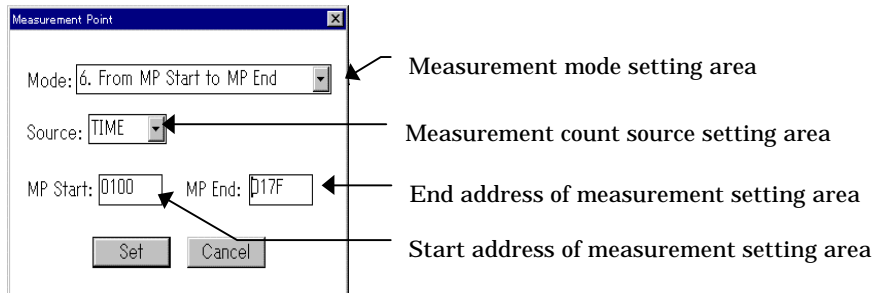 Measurement Point
Mode: 6. From MP Start to MP End
Measurement mode setting area
Source: TIME
Measurement count source setting area
MP Start: 0100 MP End: 017F
End address of measurement setting area
Start address of measurement setting area
Set Cancel